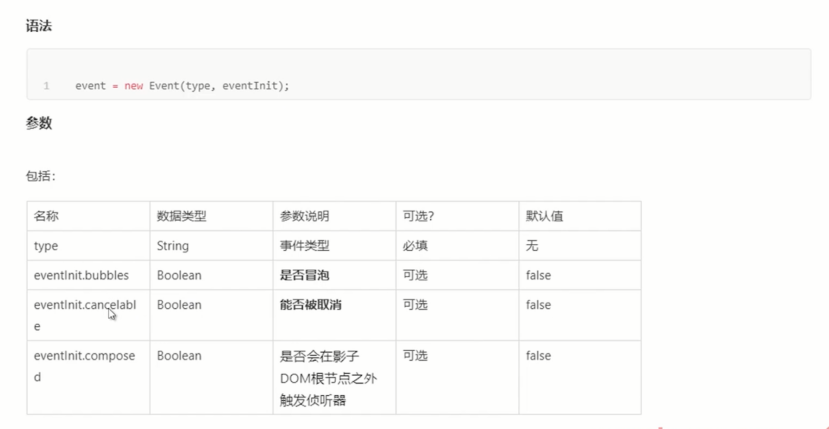 语法
1 event = new Event(type, eventInit);
参数
包括：
名称 数据类型 参数说明 可选? 默认值
type String 事件类型 必填 无
eventInit.bubbles Boolean 是否冒泡 可选 false
eventInit.cancelabl Boolean 能否被取消 可选 false
e
eventInit.compose Boolean 是否会在影子 可选 false
d DOM根节点之外
触发侦听器